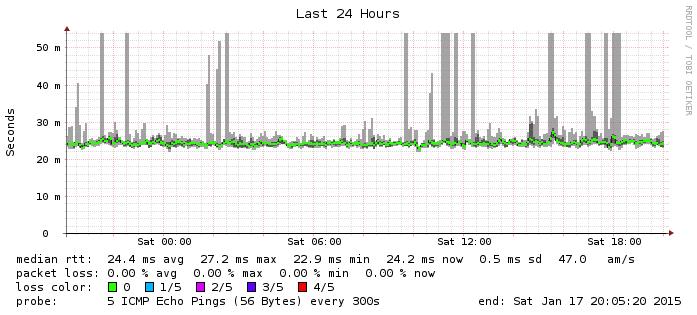 Last 24 Hours
RRDTOOL / TOBI OETIKER
Seconds
50 m
40 m
30 m
20 m
10 m
0
Sat 00:00 Sat 06:00 Sat 12:00 Sat 18:00
median rtt: 24.4 ms avg 27.2 ms max 22.9 ms min 24.2 ms now 0.5 ms sd 47.0 am/s
packet loss: 0.00 % avg 0.00 % max 0.00 % min 0.00 % now
loss color: 0 1/5 2/5 3/5 4/5
probe: 5 ICMP Echo Pings (56 Bytes) every 300s end: Sat Jan 17 20:05:20 2015